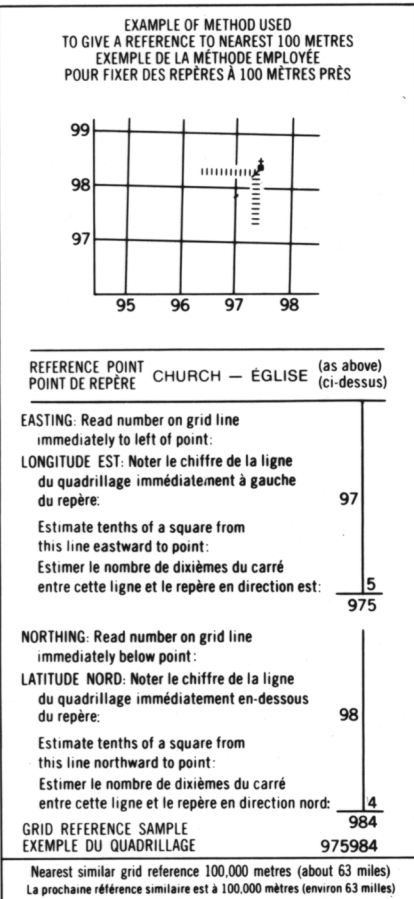 EXAMPLE OF METHOD USED
TO GIVE A REFERENCE TO NEAREST 100 METRES
EXEMPLE DE LA MÉTHODE EMPLOYÉE
POUR FIXER DES REPÈRES À 100 MÈTRES PRÈS
99
98
97
95 96 97 98
REFERENCE POINT
POINT DE REPÈRE
CHURCH — ÉGLISE
(as above)
(ci-dessus)
EASTING: Read number on grid line
immediately to left of point:
LONGITUDE EST: Noter le chiffre de la ligne
du quadrillage immédiatement à gauche
du repère: 97
Estimate tenths of a square from
this line eastward to point:
Estimer le nombre de dixièmes du carré
entre cette ligne et le repère en direction est: 5
975
NORTHING: Read number on grid line
immediately below point:
LATITUDE NORD: Noter le chiffre de la ligne
du quadrillage immédiatement en-dessous
du repère: 98
Estimate tenths of a square from
this line northward to point:
Estimer le nombre de dixièmes du carré
entre cette ligne et le repère en direction nord: 4
984
GRID REFERENCE SAMPLE
EXEMPLE DU QUADRILLAGE 975984
Nearest similar grid reference 100,000 metres (about 63 miles)
La prochaine référence similaire est à 100,000 mètres (environ 63 milles)